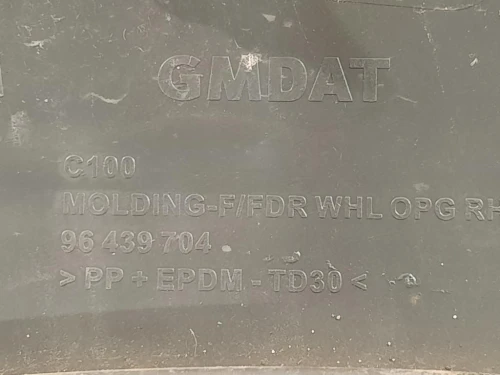 GMDAT
C100
MOLDING-F/FDR WHL OPG RH
96 439 704
> PP + EPDM - TD30 <